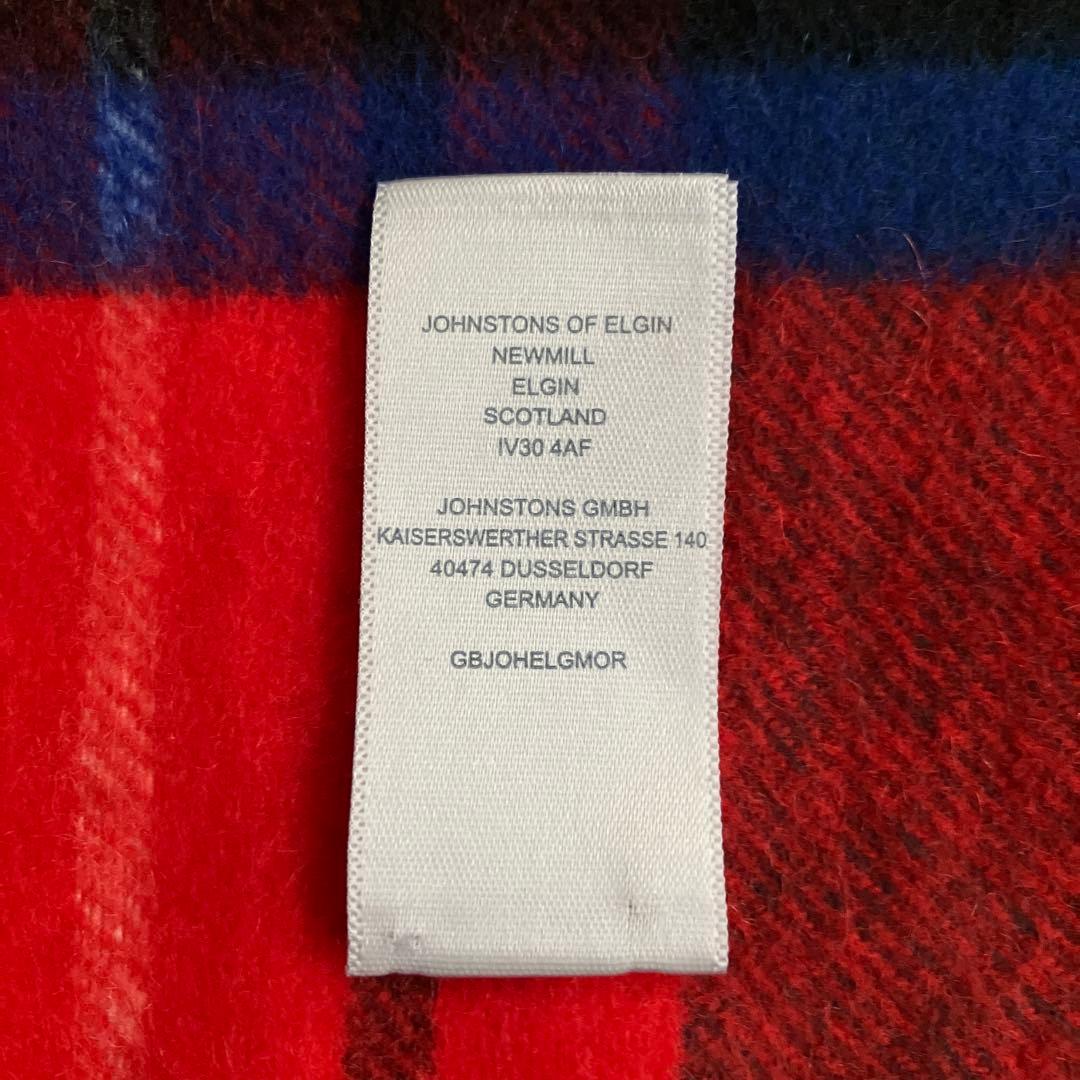 JOHNSTONS OF ELGIN
NEWMILL
ELGIN
SCOTLAND
IV30 4AF
JOHNSTONS GMBH
KAISERSWERTHER STRASSE 140
40474 DUSSELDORF
GERMANY
GBJOHELGMOR